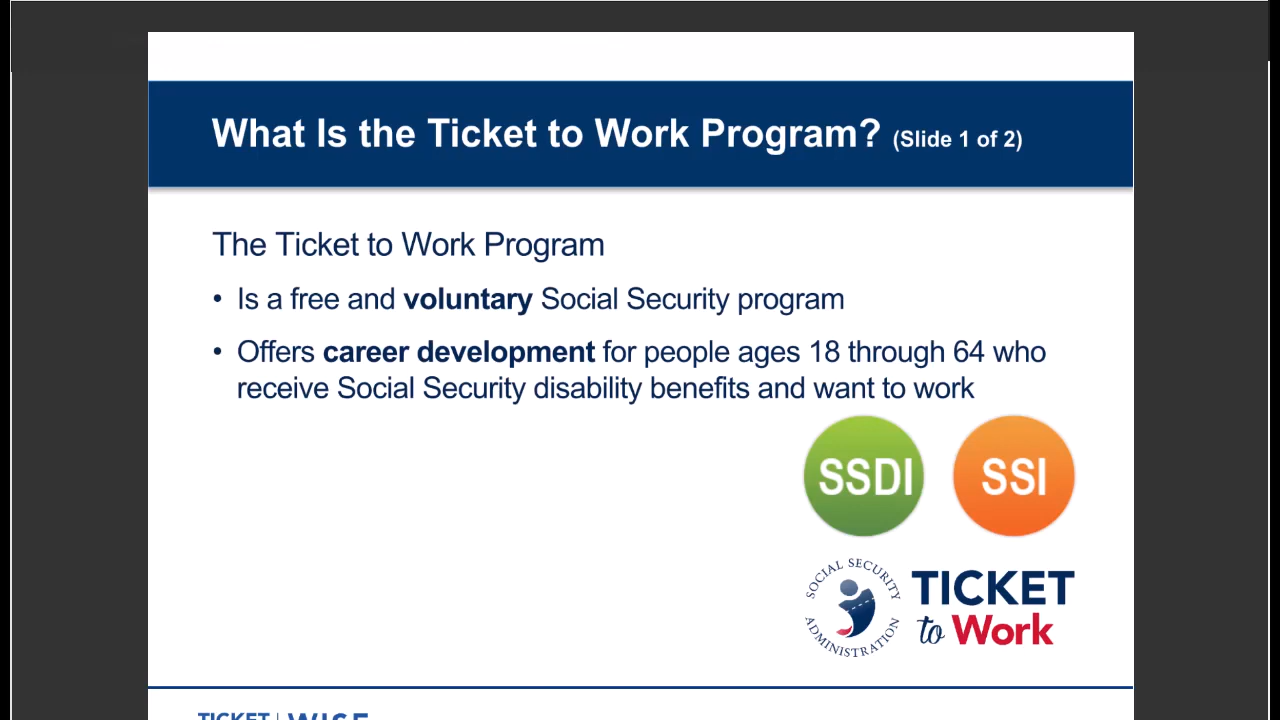 What Is the Ticket to Work Program? (Slide 1 of 2)
The Ticket to Work Program
• Is a free and voluntary Social Security program
• Offers career development for people ages 18 through 64 who
receive Social Security disability benefits and want to work
SSDI SSI
SOCIAL SECURITY
ADMINISTRATION
TICKET
to Work
TICKET | WISE